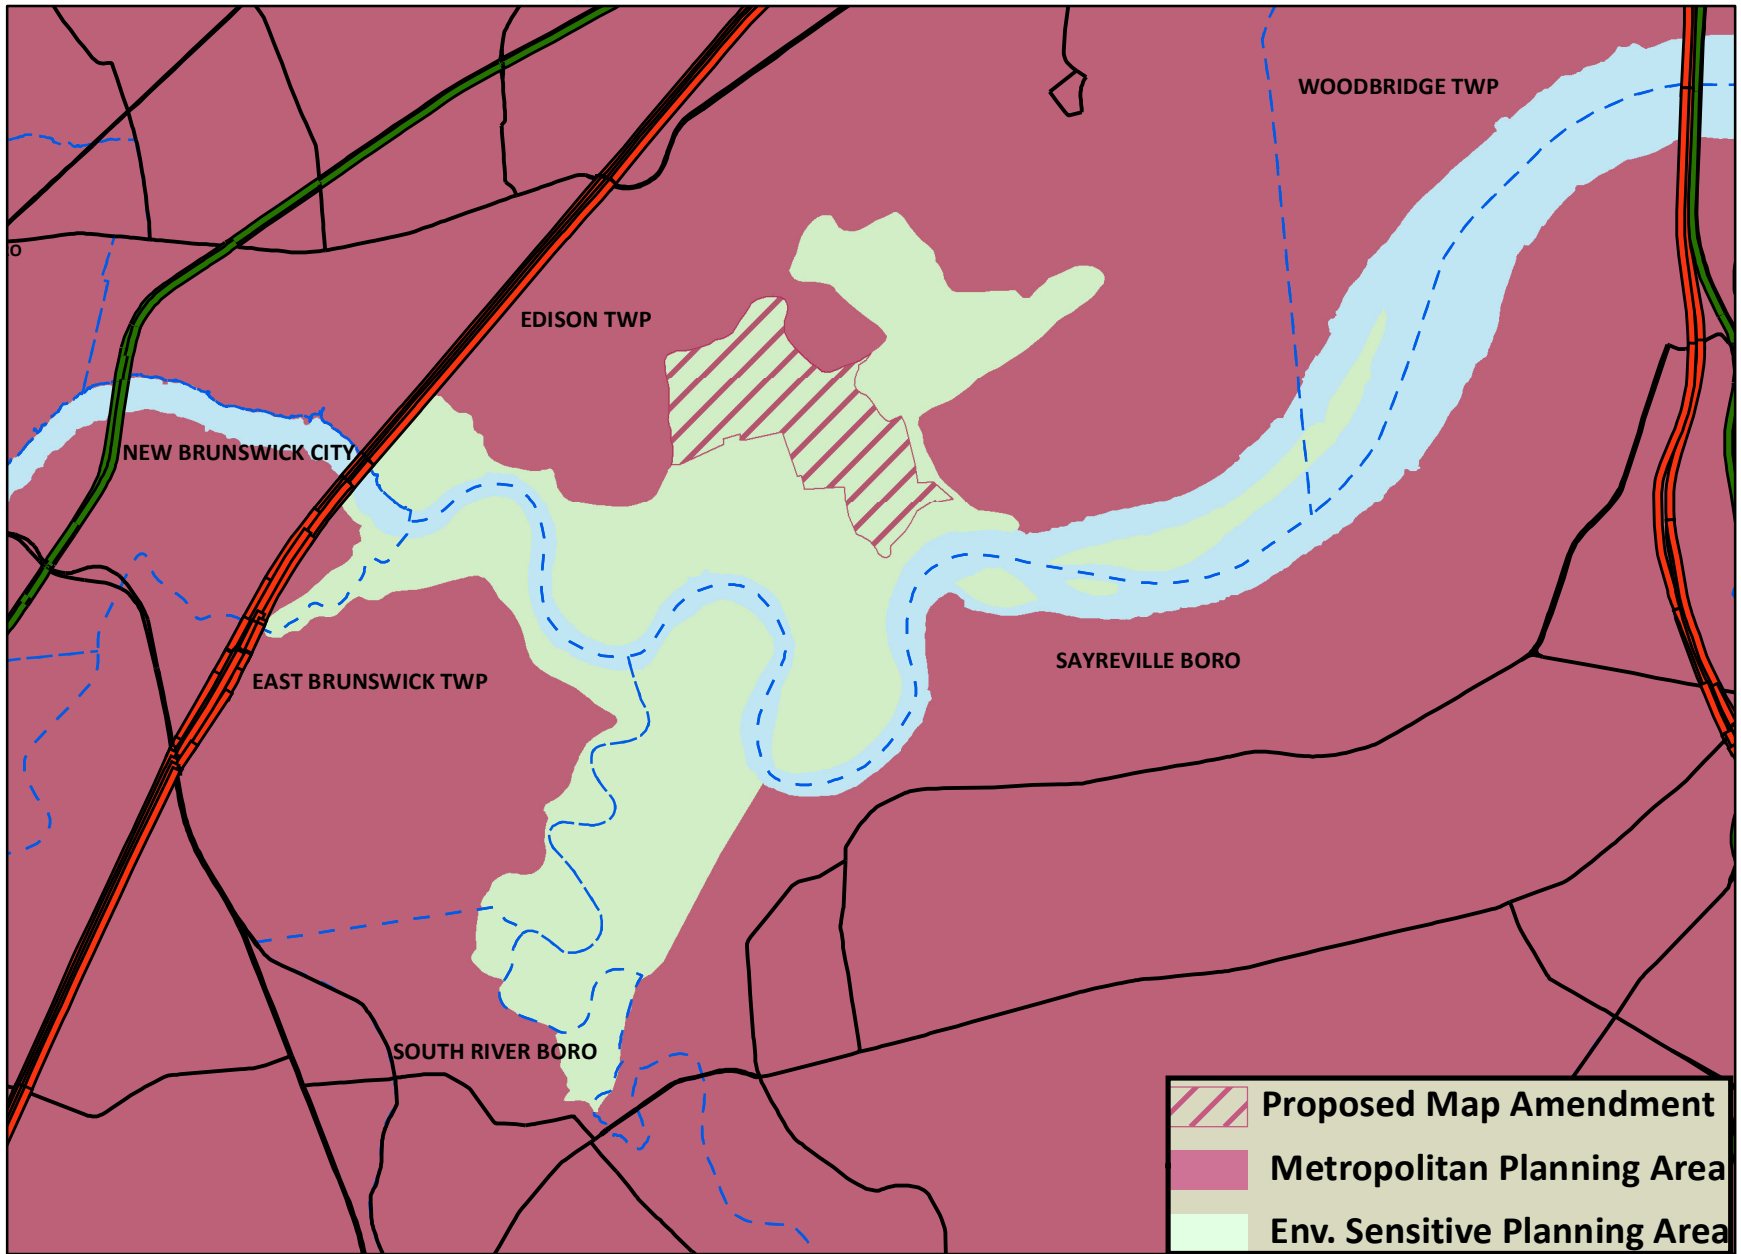 WOODBRIDGE TWP
O
EDISON TWP
NEW BRUNSWICK CITY
SAYREVILLE BORO
EAST BRUNSWICK TWP
SOUTH RIVER BORO
Proposed Map Amendment
Metropolitan Planning Area
Env. Sensitive Planning Area